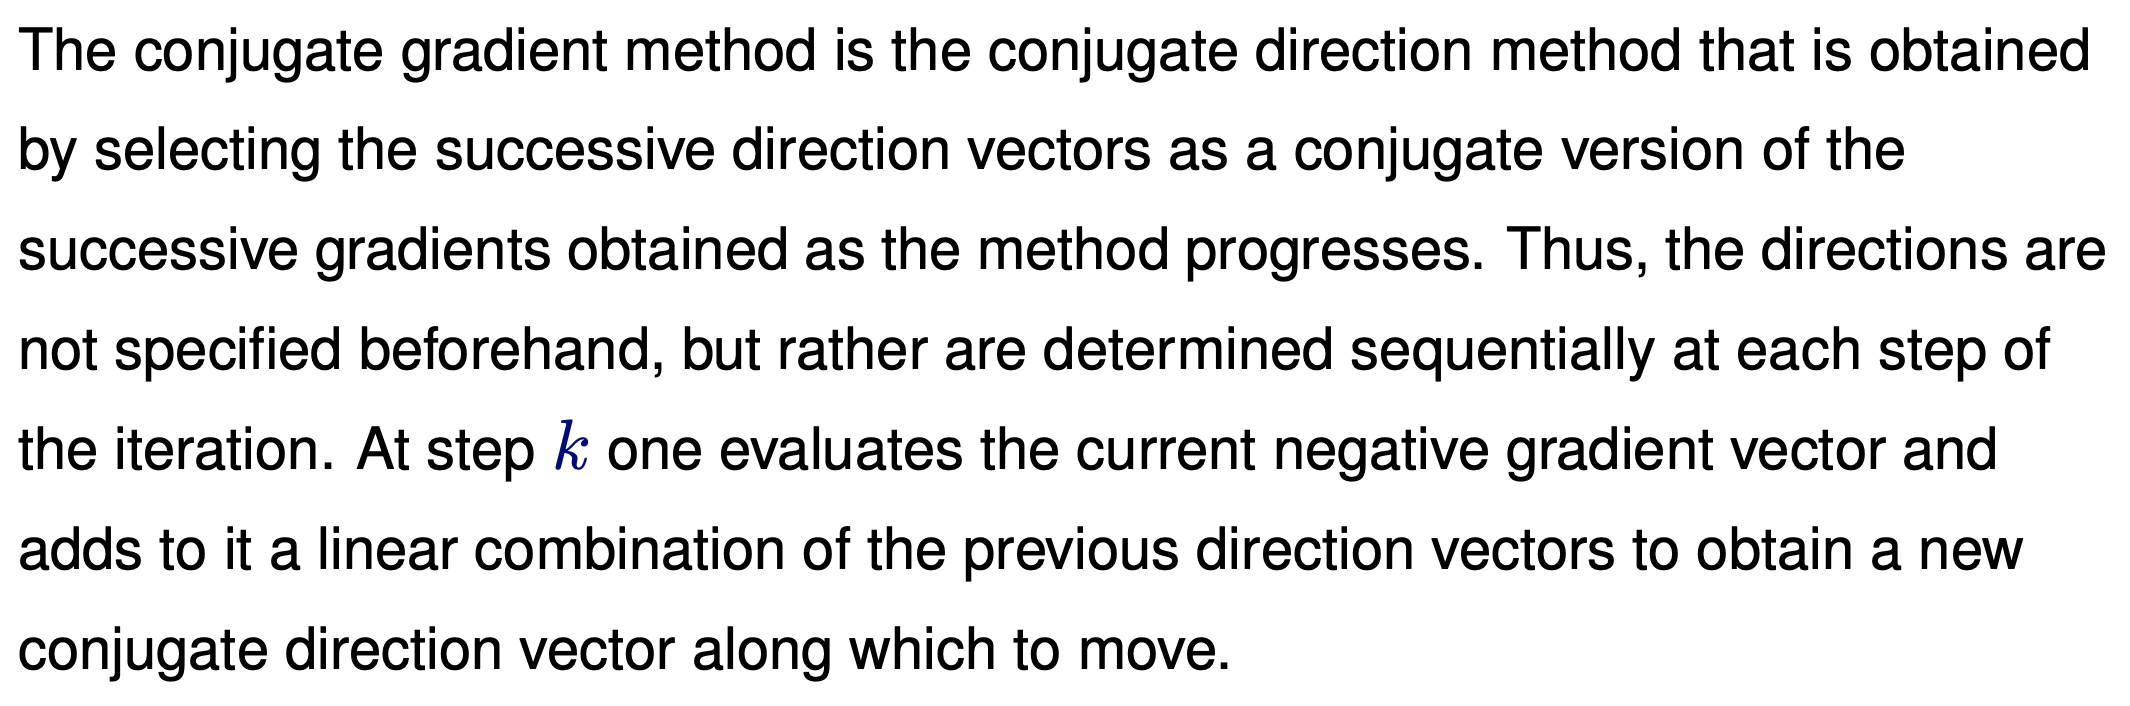 The conjugate gradient method is the conjugate direction method that is obtained
by selecting the successive direction vectors as a conjugate version of the
successive gradients obtained as the method progresses. Thus, the directions are
not specified beforehand, but rather are determined sequentially at each step of
the iteration. At step k one evaluates the current negative gradient vector and
adds to it a linear combination of the previous direction vectors to obtain a new
conjugate direction vector along which to move.